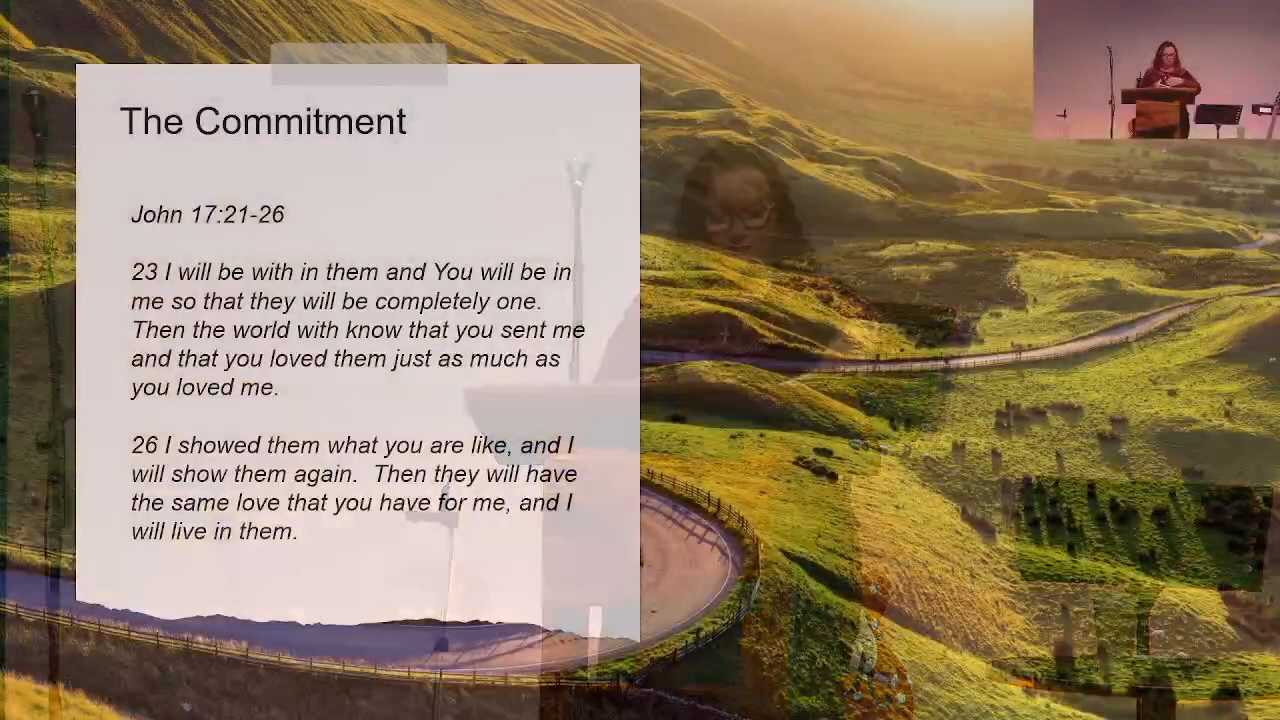 The Commitment
John 17:21-26
23 I will be with in them and You will be in
me so that they will be completely one.
Then the world with know that you sent me
and that you loved them just as much as
you loved me.
26 I showed them what you are like, and I
will show them again.  Then they will have
the same love that you have for me, and I
will live in them.